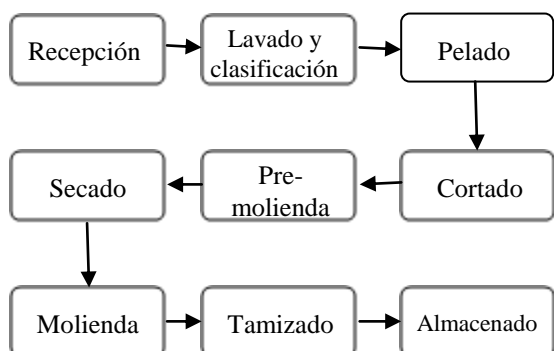 Recepción
Lavado y
clasificación
Pelado
Secado
Pre-
molienda
Cortado
Molienda
Tamizado
Almacenado